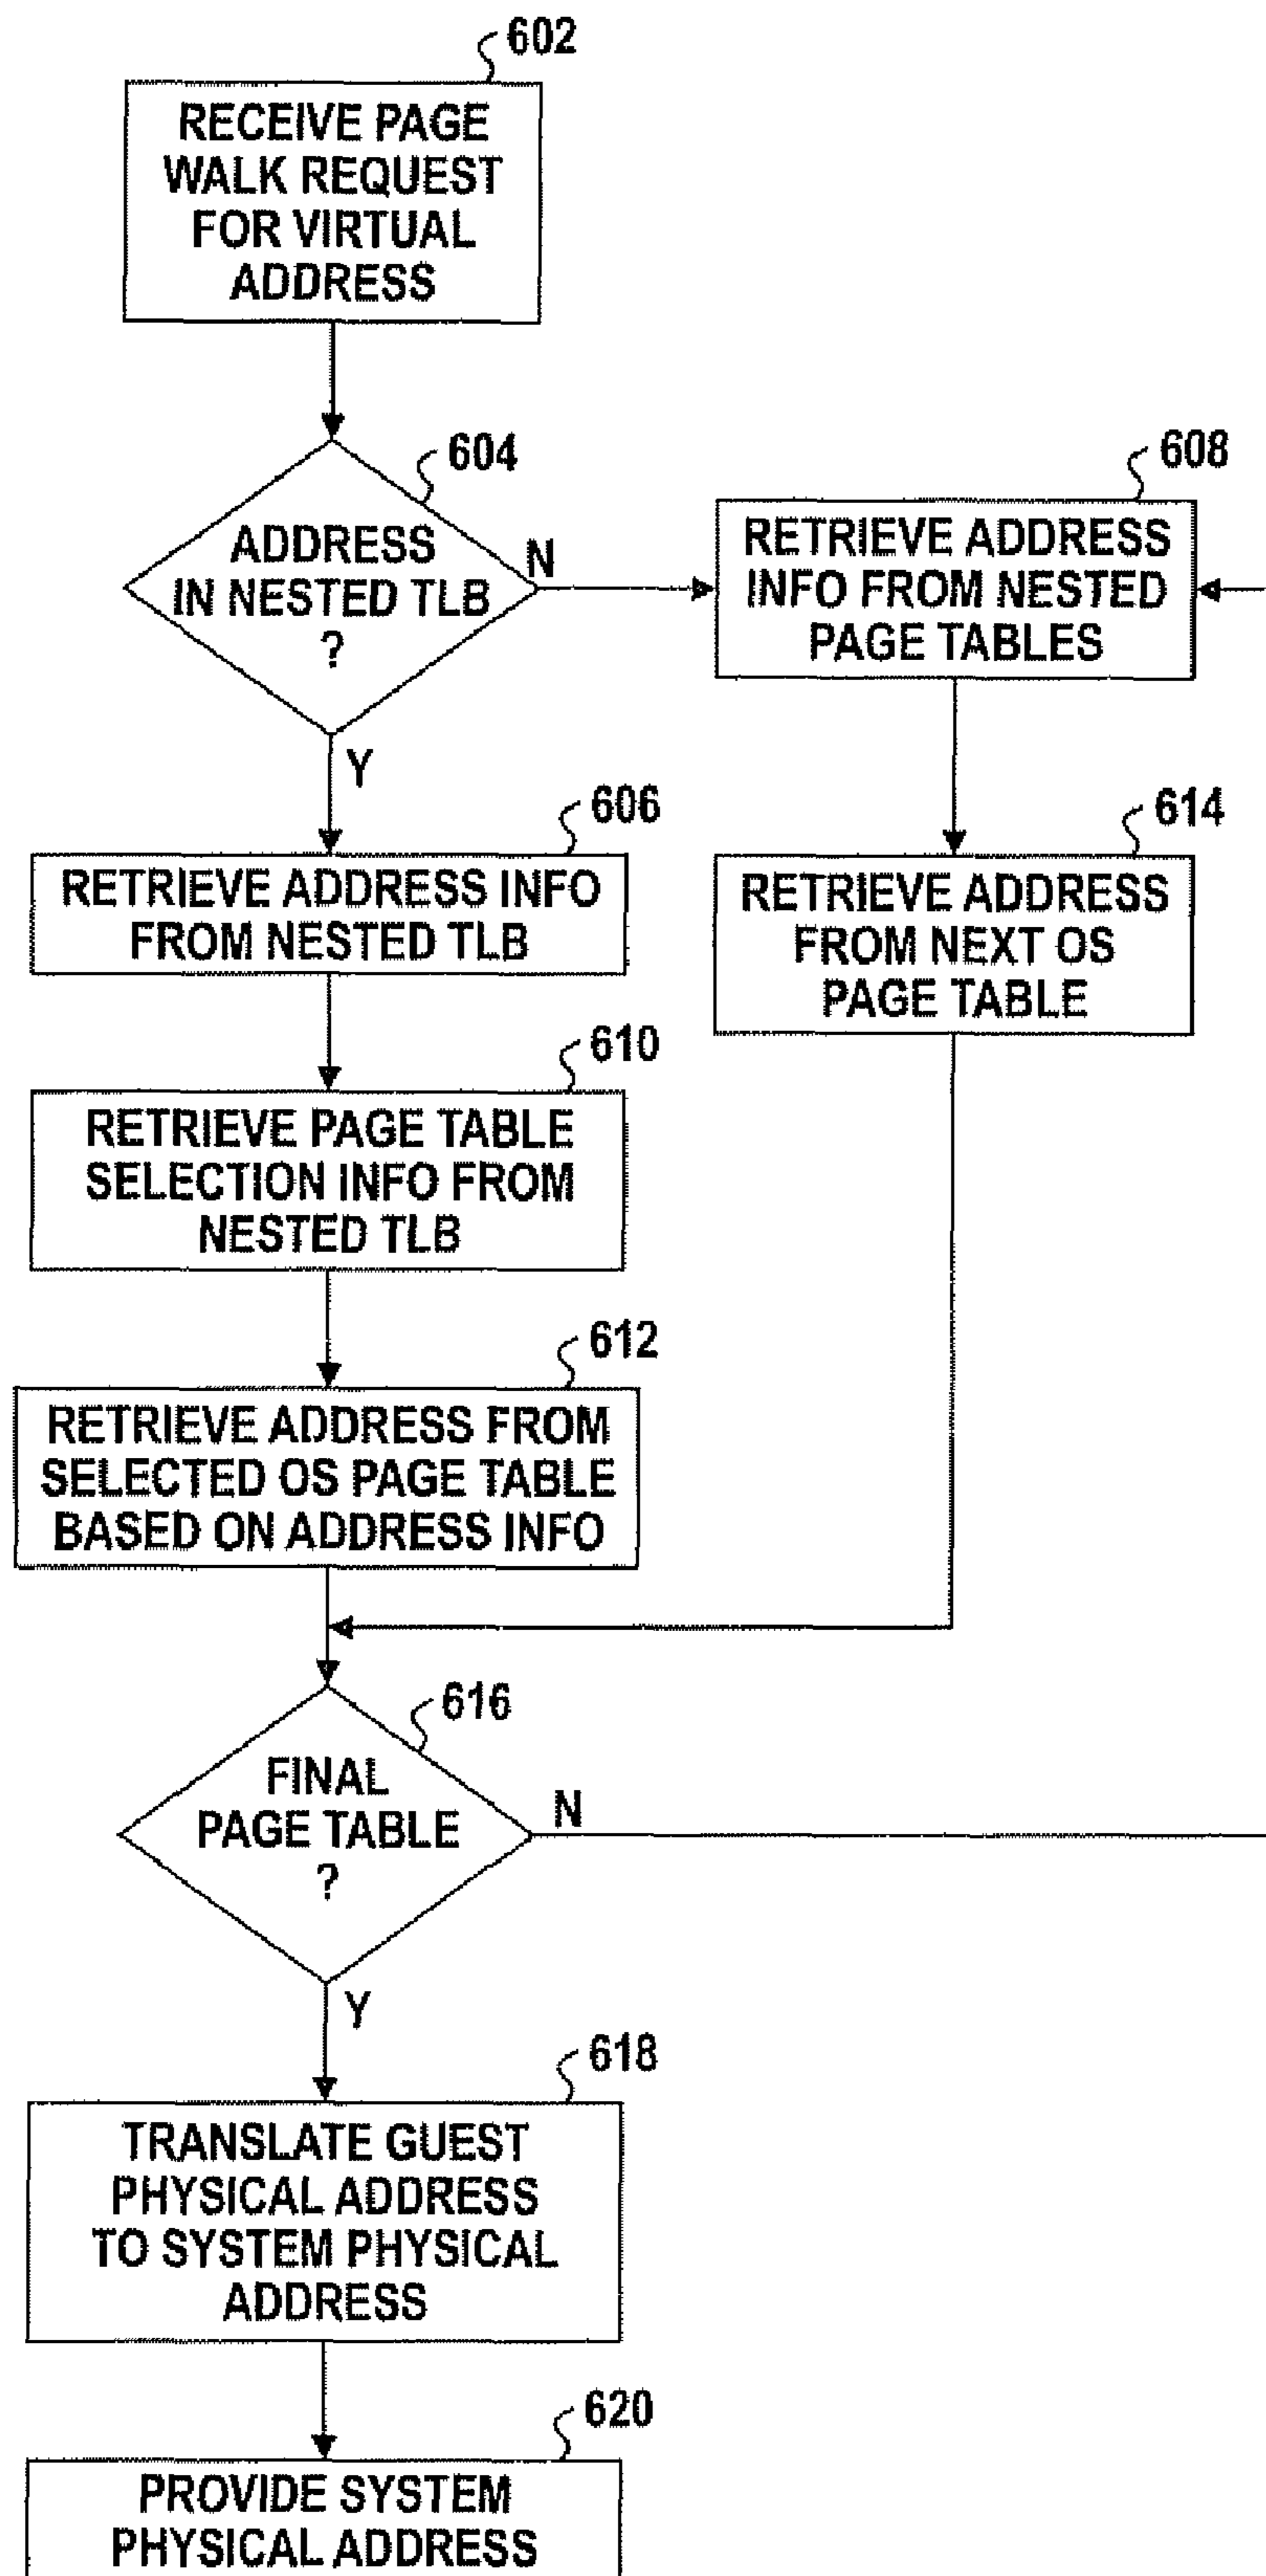 602
RECEIVE PAGE
WALK REQUEST
FOR VIRTUAL
ADDRESS
604
ADDRESS
IN NESTED TLB
?
N
Y
608
RETRIEVE ADDRESS
INFO FROM NESTED
PAGE TABLES
606
RETRIEVE ADDRESS INFO
FROM NESTED TLB
614
RETRIEVE ADDRESS
FROM NEXT OS
PAGE TABLE
610
RETRIEVE PAGE TABLE
SELECTION INFO FROM
NESTED TLB
612
RETRIEVE ADDRESS FROM
SELECTED OS PAGE TABLE
BASED ON ADDRESS INFO
616
FINAL
PAGE TABLE
?
N
Y
618
TRANSLATE GUEST
PHYSICAL ADDRESS
TO SYSTEM PHYSICAL
ADDRESS
620
PROVIDE SYSTEM
PHYSICAL ADDRESS